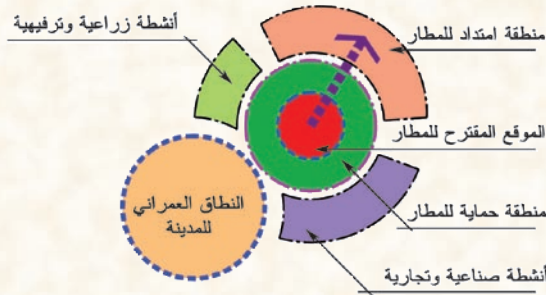 أنشطة زراعية وترفيهية
منطقة امتداد للمطار
الموقع المقترح للمطار
النطاق العمراني
للمدينة
منطقة حماية للمطار
أنشطة صناعية وتجارية